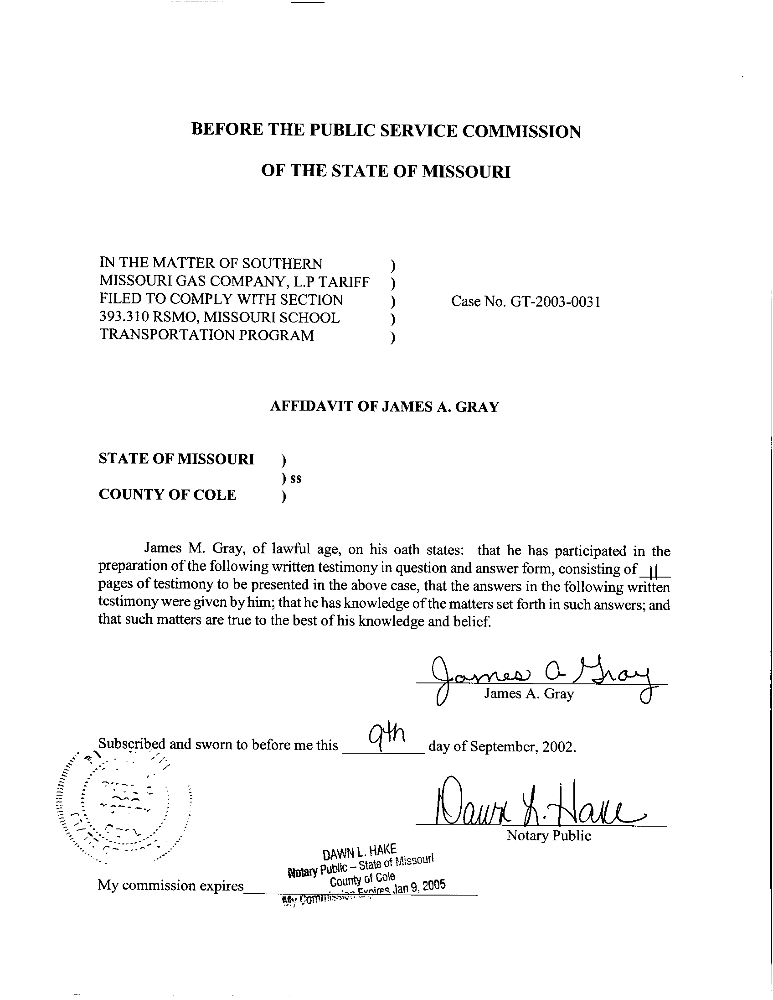 BEFORE THE PUBLIC SERVICE COMMISSION
OF THE STATE OF MISSOURI
IN THE MATTER OF SOUTHERN )
MISSOURI GAS COMPANY, L.P TARIFF )
FILED TO COMPLY WITH SECTION ) Case No. GT-2003-0031
393.310 RSMO, MISSOURI SCHOOL )
TRANSPORTATION PROGRAM )
AFFIDAVIT OF JAMES A. GRAY
STATE OF MISSOURI )
) ss
COUNTY OF COLE )
James M. Gray, of lawful age, on his oath states: that he has participated in the
preparation of the following written testimony in question and answer form, consisting of 11
pages of testimony to be presented in the above case, that the answers in the following written
testimony were given by him; that he has knowledge of the matters set forth in such answers; and
that such matters are true to the best of his knowledge and belief.
James A Gray
James A. Gray
Subscribed and sworn to before me this 9th day of September, 2002.
Dawn L. Hake
Notary Public
DAWN L. HAKE
Notary Public – State of Missouri
County of Cole
My commission expires
My Commission Expires Jan 9, 2005